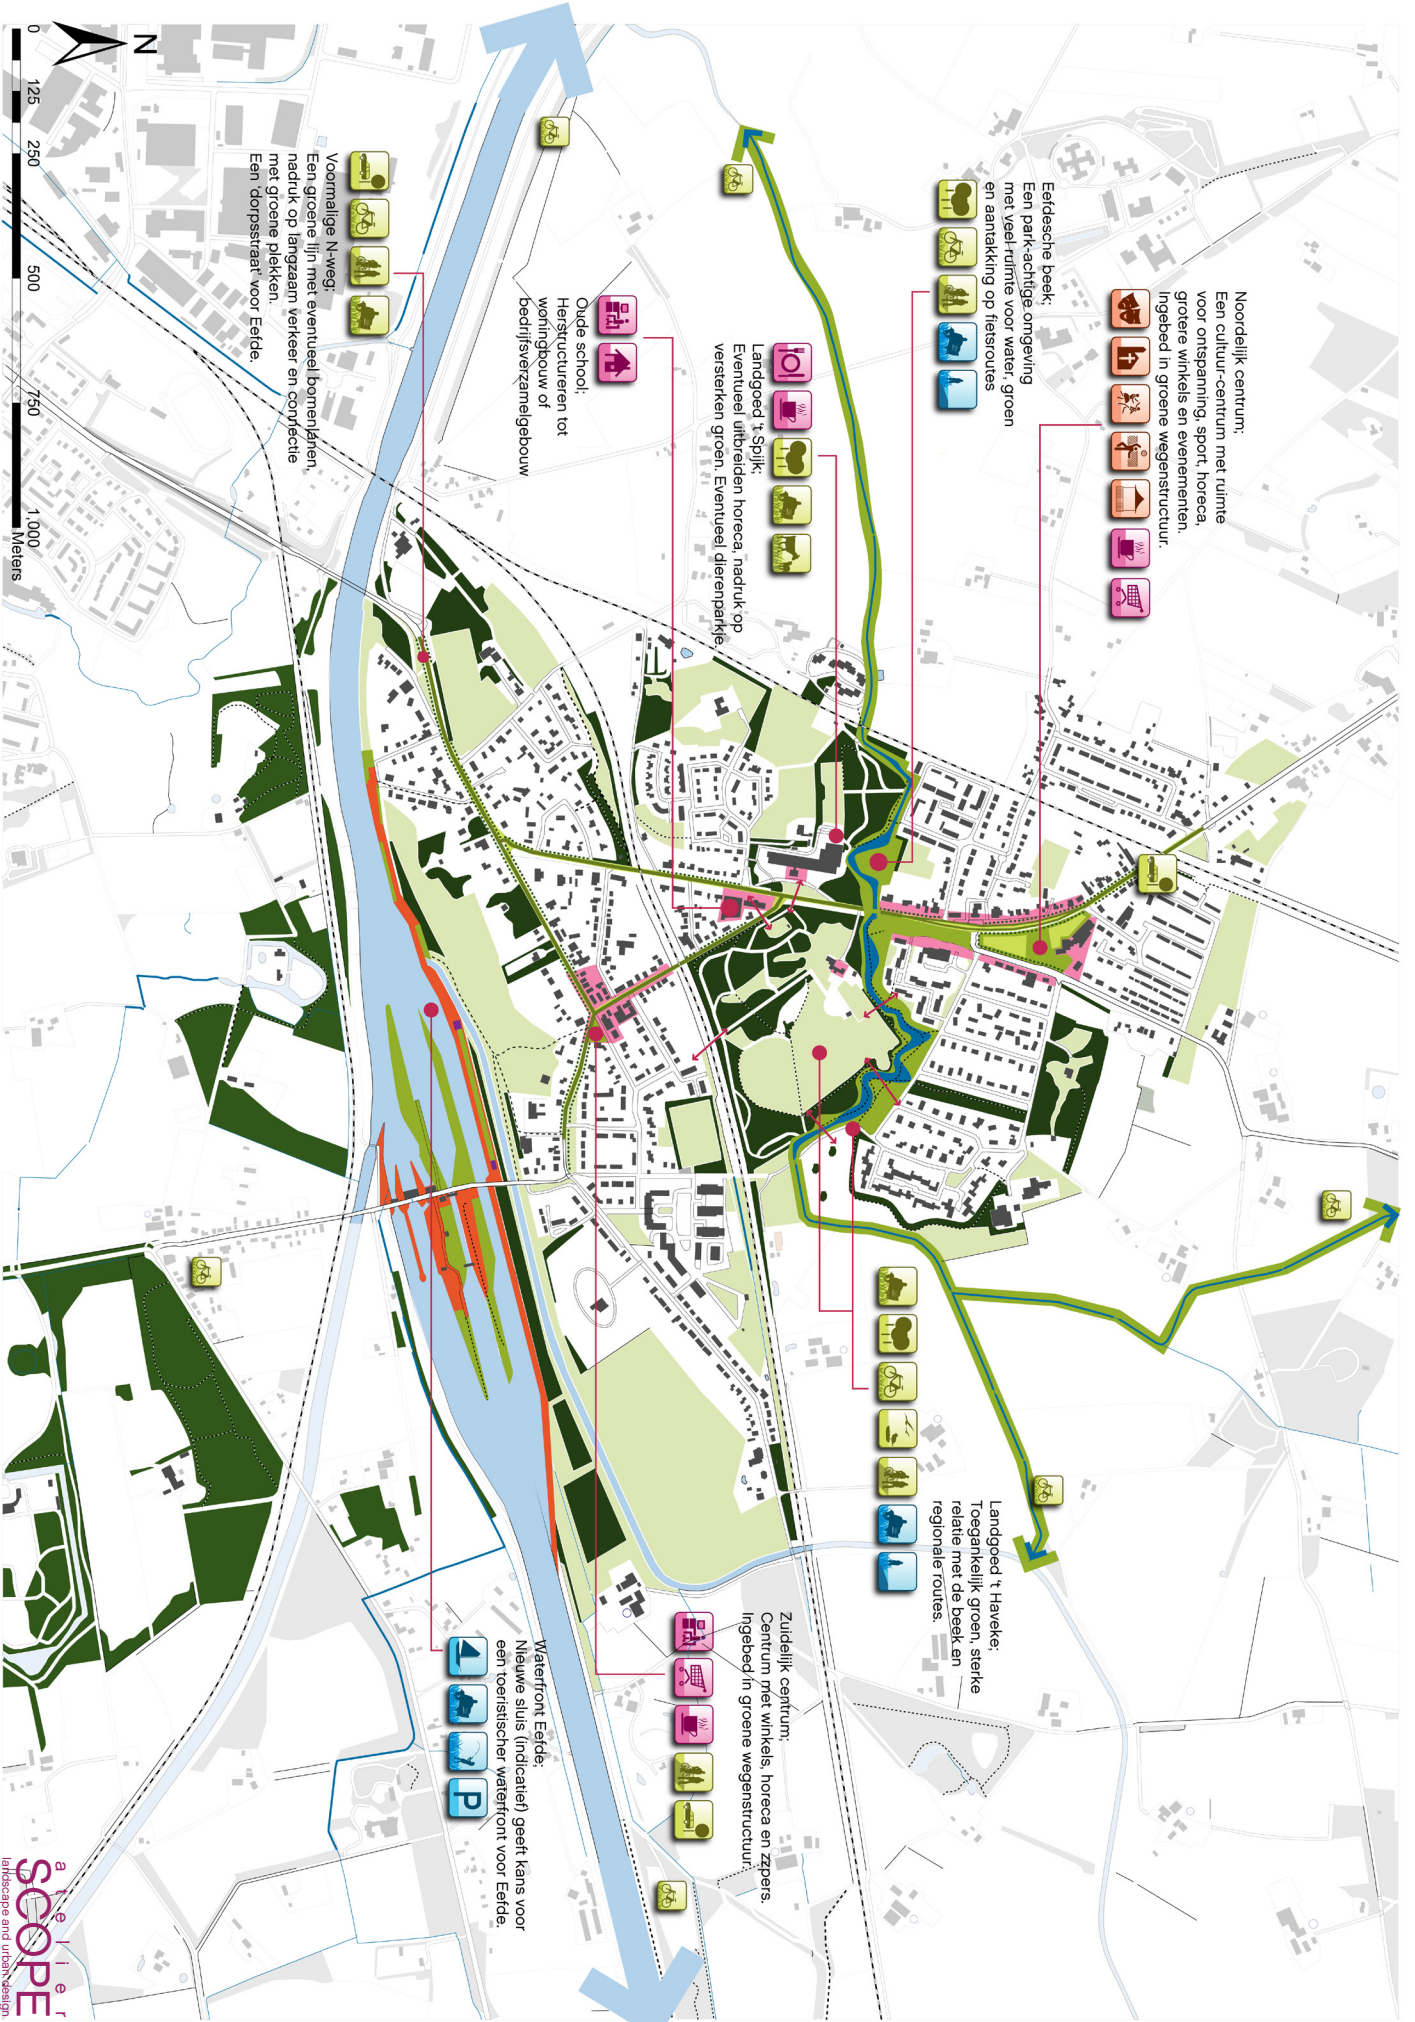 Noordelijk centrum;
Een cultuur-centrum met ruimte
voor ontspanning, sport, horeca,
grotere winkels en evenementen.
Ingebed in groene wegenstructuur.
Eefdesche beek;
Een park-achtige omgeving
met veel ruimte voor water, groen
en aantakking op fietsroutes
Landgoed 't Spijk;
Eventueel uitbreiden horeca, nadruk op
versterken groen. Eventueel dierenparkje
Oude school;
Herstructureren tot
woningbouw of
bedrijfsverzamelgebouw
Voormalige N-weg;
Een groene lijn met eventueel bomenlanen,
nadruk op langzaam verkeer en connectie
met groene plekken.
Een 'dorpsstraat' voor Eefde.
Landgoed 't Haveke;
Toegankelijk groen, sterke
relatie met de beek en
regionale routes.
Zuidelijk centrum;
Centrum met winkels, horeca en zzpers.
Ingebed in groene wegenstructuur.
Waterfront Eefde;
Nieuwe sluis (indicatief) geeft kans voor
een toeristischer waterfront voor Eefde.
P
N
0 125 250 500 750 1,000
Meters
atelier
SCOPE
landscape and urban design